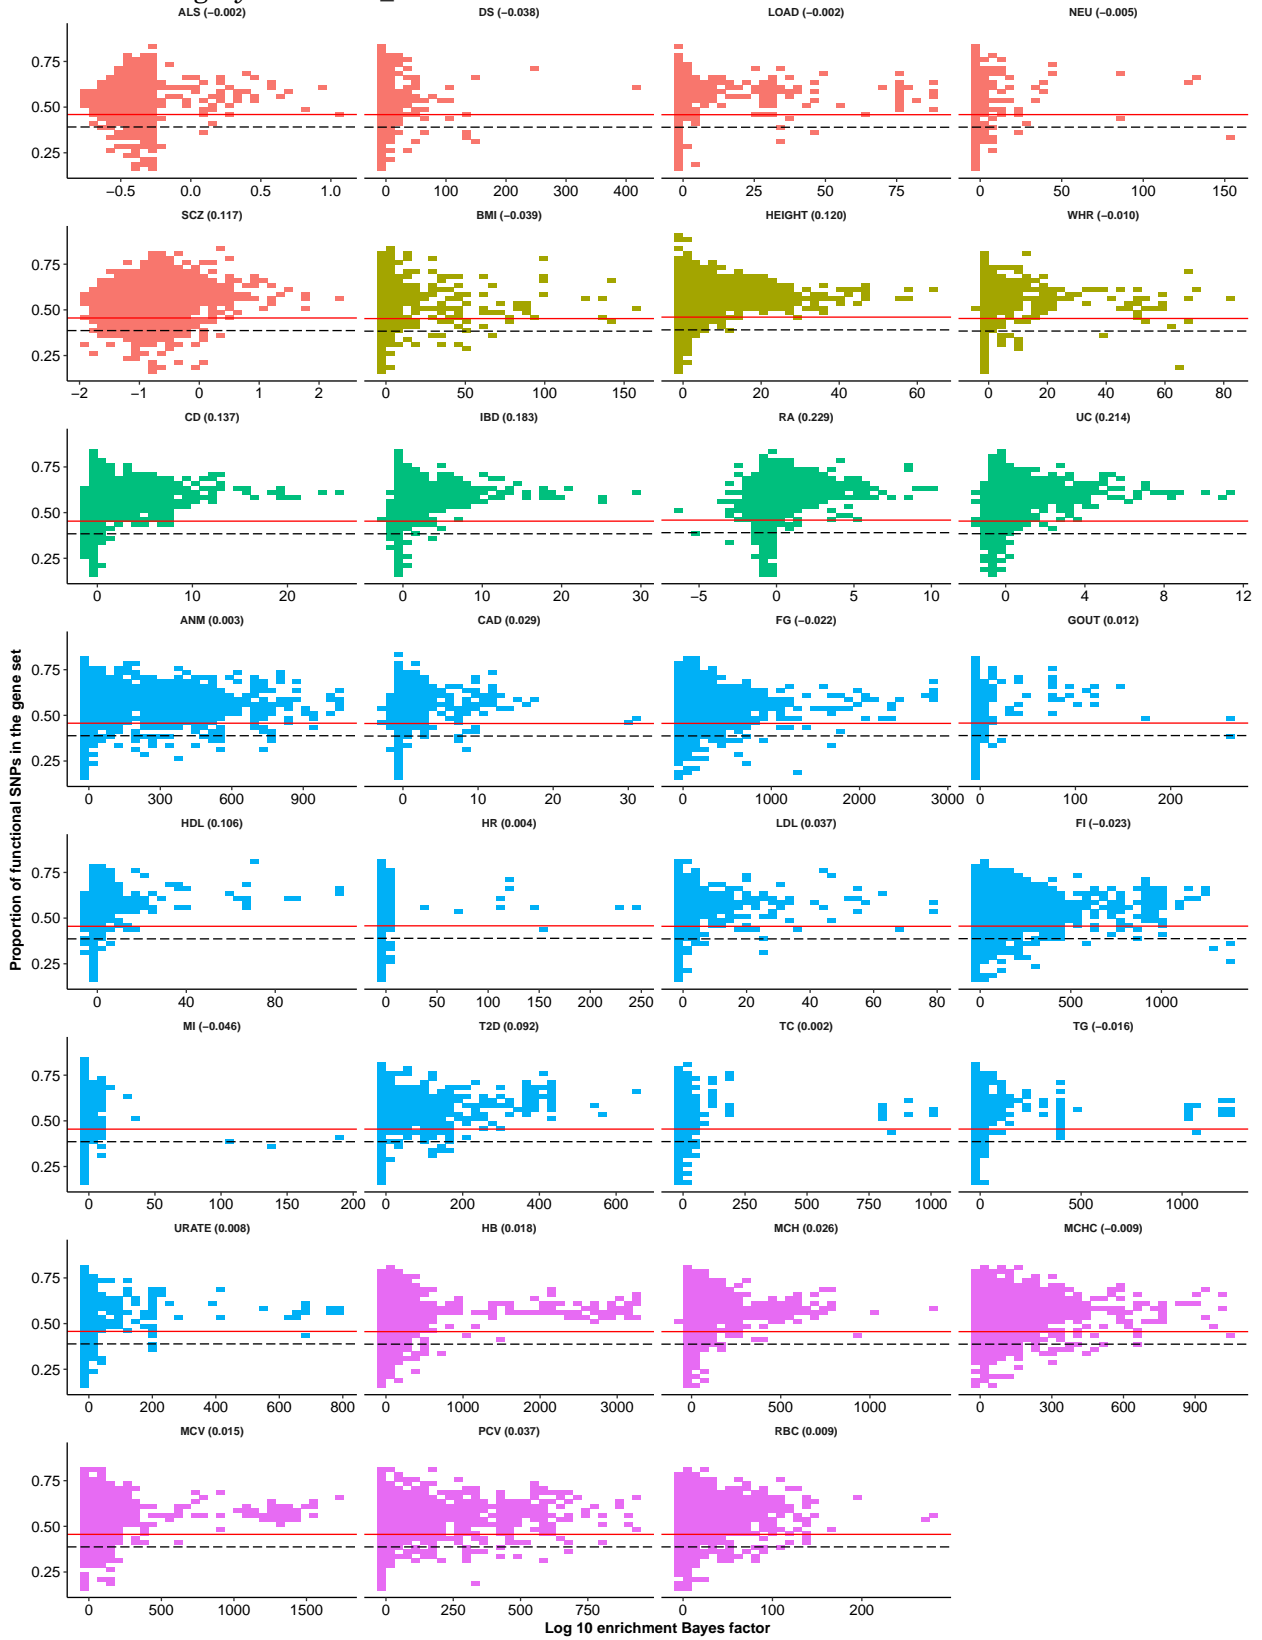 ALS (−0.002) DS (−0.038) LOAD (−0.002) NEU (−0.005)
0.75
0.50
0.25
−0.5 0.0 0.5 1.0 0 100 200 300 400 0 25 50 75 0 50 100 150
SCZ (0.117) BMI (−0.039) HEIGHT (0.120) WHR (−0.010)
0.75
0.50
0.25
−2 −1 0 1 2 0 50 100 150 0 20 40 60 0 20 40 60 80
CD (0.137) IBD (0.183) RA (0.229) UC (0.214)
0.75
0.50
0.25
0 10 20 0 10 20 30 −5 0 5 10 0 4 8 12
ANM (0.003) CAD (0.029) FG (−0.022) GOUT (0.012)
0.75
0.50
0.25
0 300 600 900 0 10 20 30 0 1000 2000 3000 0 100 200
Proportion of functional SNPs in the gene set
HDL (0.106) HR (0.004) LDL (0.037) FI (−0.023)
0.75
0.50
0.25
0 40 80 0 50 100 150 200 250 0 20 40 60 80 0 500 1000
MI (−0.046) T2D (0.092) TC (0.002) TG (−0.016)
0.75
0.50
0.25
0 50 100 150 200 0 200 400 600 0 250 500 750 1000 0 500 1000
URATE (0.008) HB (0.018) MCH (0.026) MCHC (−0.009)
0.75
0.50
0.25
0 200 400 600 800 0 1000 2000 3000 0 500 1000 0 300 600 900
MCV (0.015) PCV (0.037) RBC (0.009)
0.75
0.50
0.25
0 500 1000 1500 0 250 500 750 0 100 200
Log 10 enrichment Bayes factor